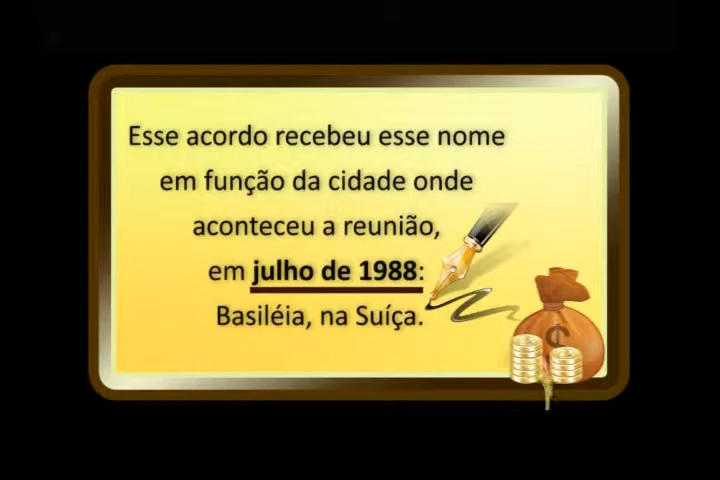 Esse acordo recebeu esse nome
em função da cidade onde
aconteceu a reunião,
em julho de 1988:
Basiléia, na Suíça.